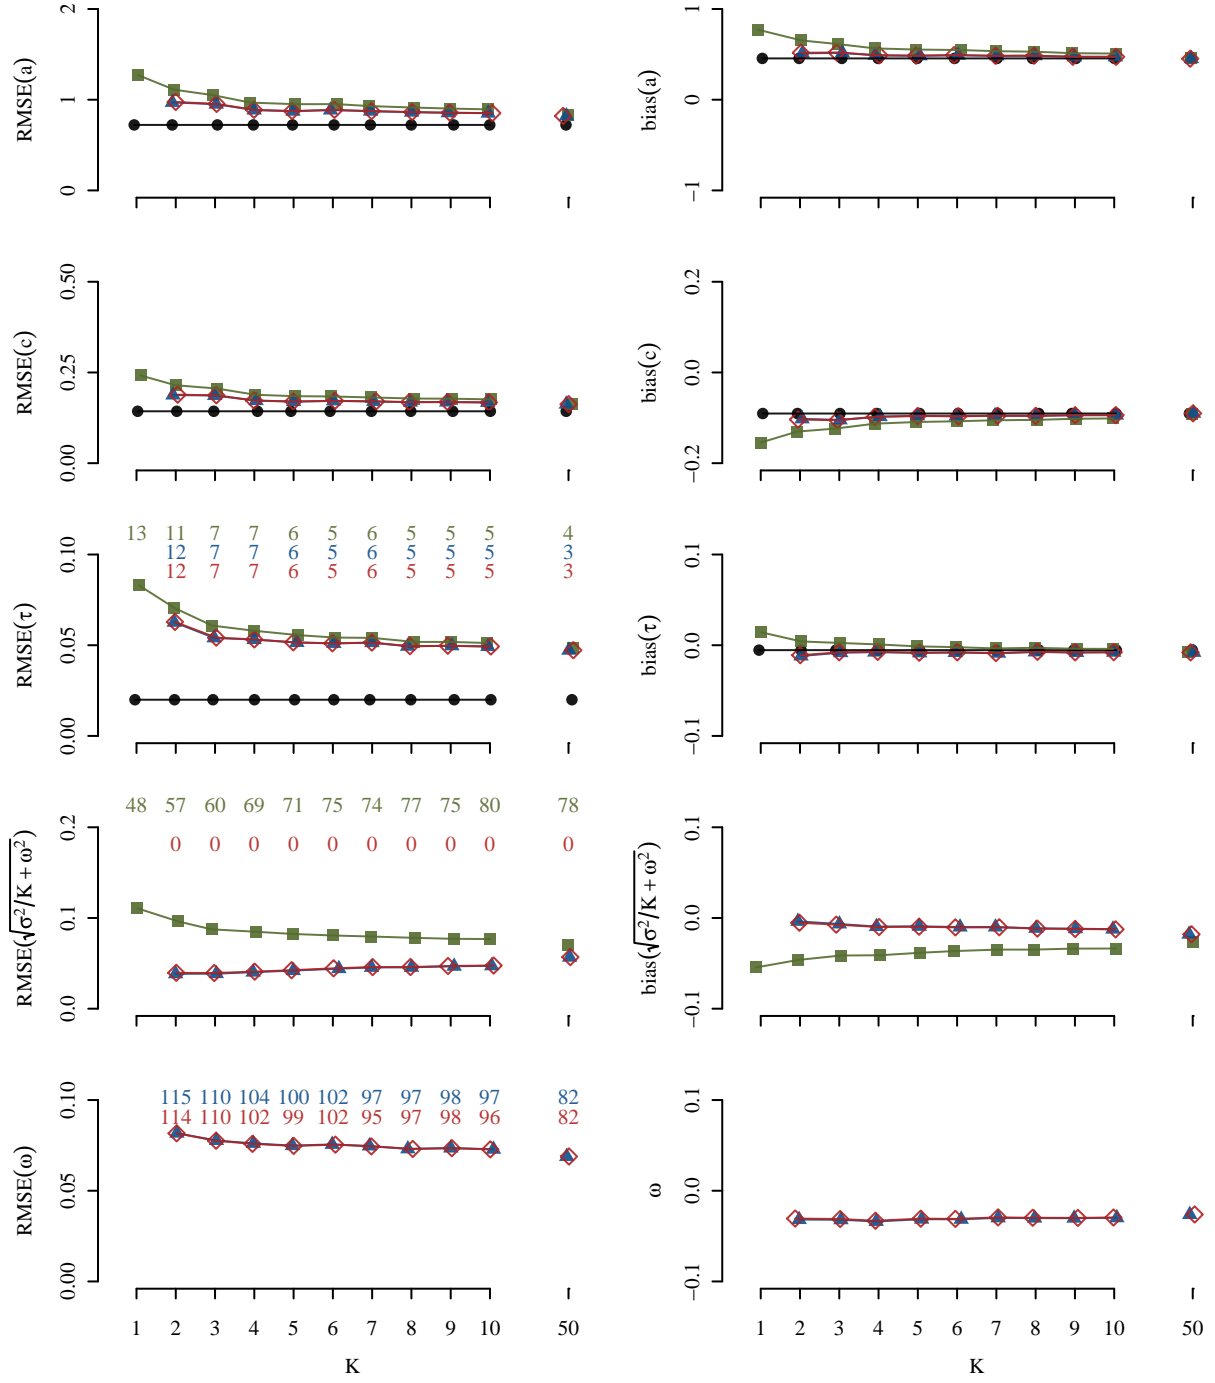 RMSE(a)
0 1 2
bias(a)
−1 0 1
RMSE(c)
0.00 0.25 0.50
bias(c)
−0.2 0.0 0.2
13 11 7 7 6 5 6 5 5 5 4
12 7 7 6 5 6 5 5 5 3
12 7 7 6 5 6 5 5 5 3
RMSE(τ)
0.00 0.05 0.10
bias(τ)
−0.1 0.0 0.1
48 57 60 69 71 75 74 77 75 80 78
0 0 0 0 0 0 0 0 0 0
RMSE(√σ²/K + ω²)
0.0 0.1 0.2
bias(√σ²/K + ω²)
−0.1 0.0 0.1
115 110 104 100 102 97 97 98 97 82
114 110 102 99 102 95 97 98 96 82
RMSE(ω)
0.00 0.05 0.10
ω
−0.1 0.0 0.1
1 2 3 4 5 6 7 8 9 10 50
K
1 2 3 4 5 6 7 8 9 10 50
K